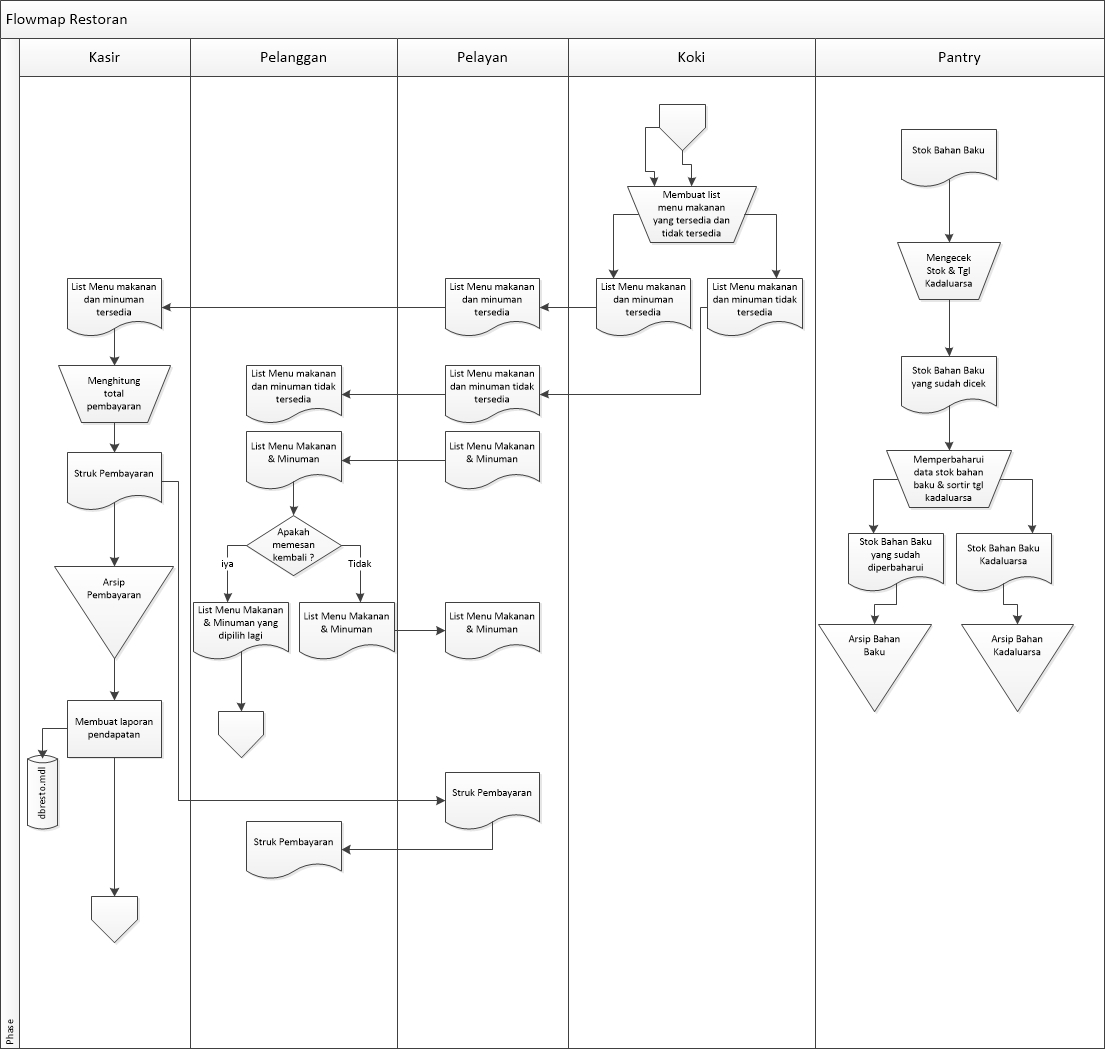 Flowmap Restoran
Kasir
Pelanggan
Pelayan
Koki
Pantry
Stok Bahan Baku
Membuat list
menu makanan
yang tersedia dan
tidak tersedia
Mengecek
Stok & Tgl
Kadaluarsa
List Menu makanan
dan minuman
tersedia
List Menu makanan
dan minuman
tersedia
List Menu makanan
dan minuman
tersedia
List Menu makanan
dan minuman tidak
tersedia
Menghitung
total
pembayaran
List Menu makanan
dan minuman tidak
tersedia
List Menu makanan
dan minuman tidak
tersedia
Stok Bahan Baku
yang sudah dicek
List Menu Makanan
& Minuman
List Menu Makanan
& Minuman
Struk Pembayaran
Memperbaharui
data stok bahan
baku & sortir tgl
kadaluarsa
Apakah
memesan
kembali ?
iya
Tidak
Stok Bahan Baku
yang sudah
diperbaharui
Stok Bahan Baku
Kadaluarsa
Arsip
Pembayaran
List Menu Makanan
& Minuman yang
dipilih lagi
List Menu Makanan
& Minuman
List Menu Makanan
& Minuman
Arsip Bahan
Baku
Arsip Bahan
Kadaluarsa
Membuat laporan
pendapatan
dbresto.mdl
Struk Pembayaran
Struk Pembayaran
Phase